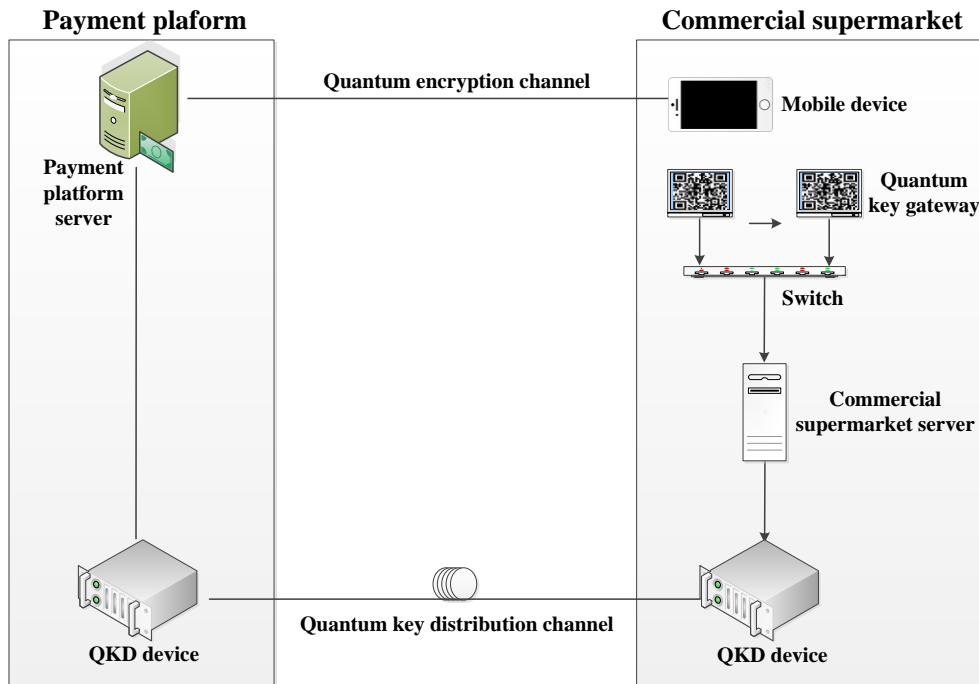 Payment plaform
Commercial supermarket
Quantum encryption channel
Mobile device
Payment
platform
server
Quantum
key gateway
Switch
Commercial
supermarket server
Quantum key distribution channel
QKD device
QKD device